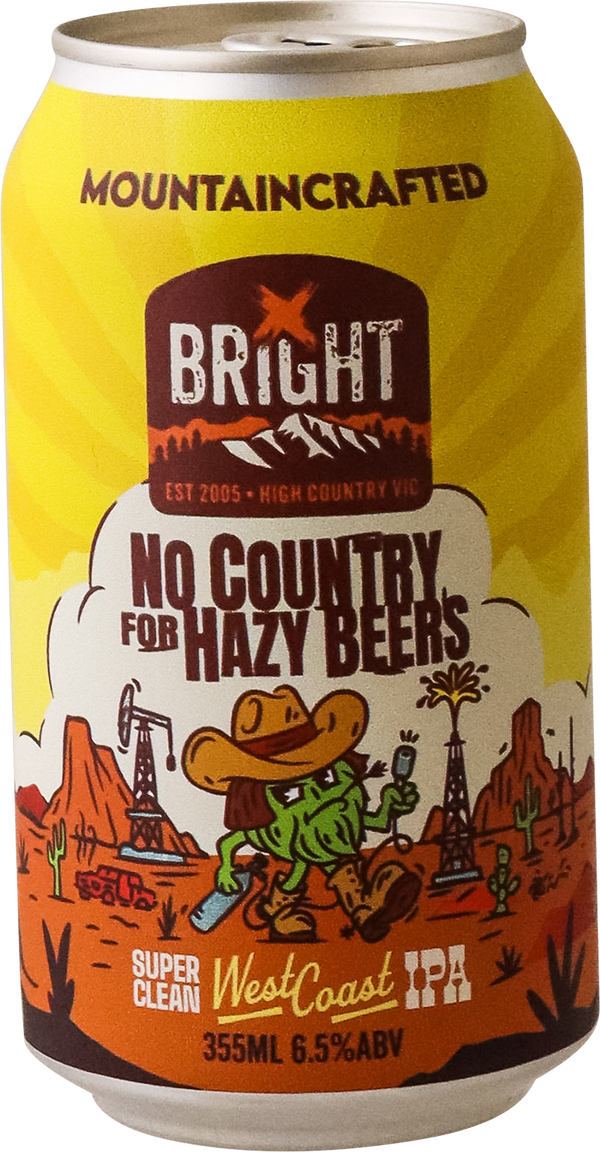 MOUNTAINCRAFTED
BRIGHT
EST 2005 • HIGH COUNTRY VIC
NO COUNTRY
FOR HAZY BEERS
SUPER
CLEAN
West Coast IPA
355ML 6.5%ABV